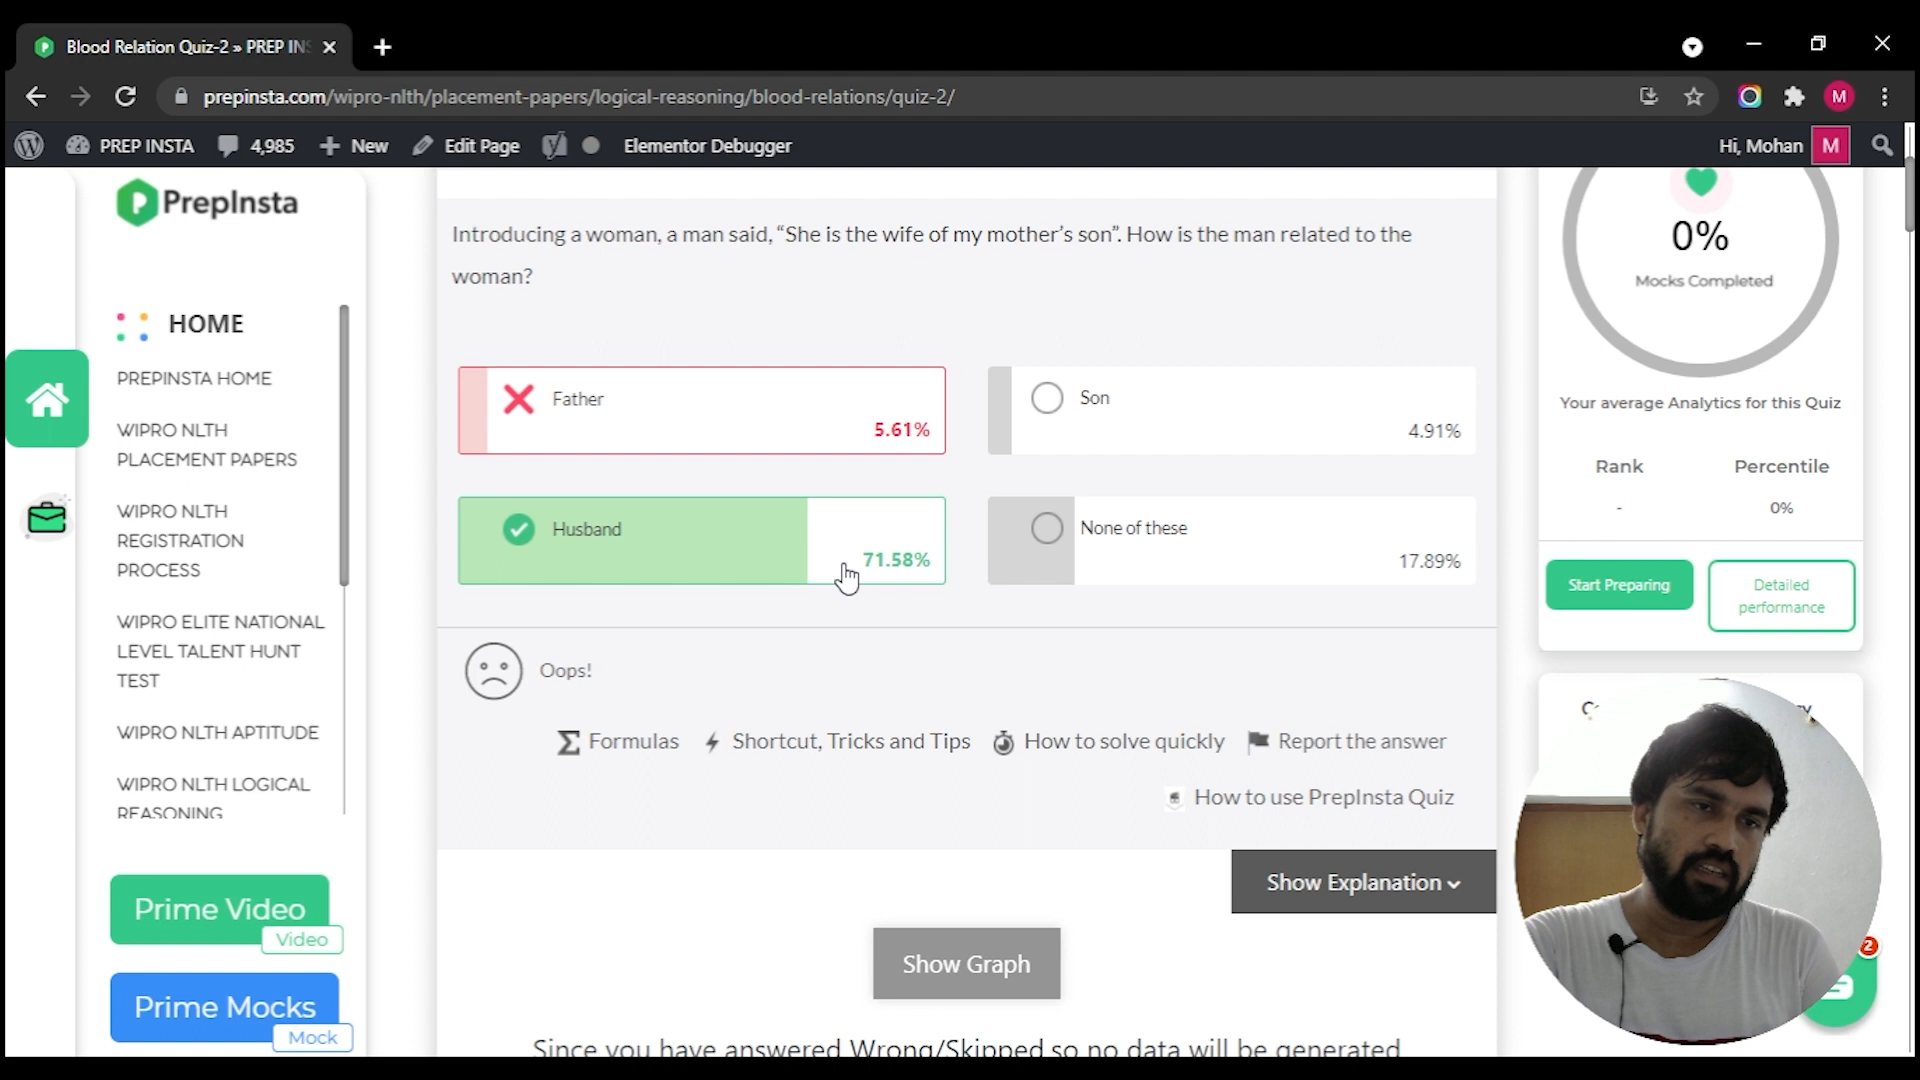 Blood Relation Quiz-2 » PREP INS
prepinsta.com/wipro-nlth/placement-papers/logical-reasoning/blood-relations/quiz-2/
M
PREP INSTA
4,985
New
Edit Page
Elementor Debugger
Hi, Mohan
M
PrepInsta
HOME
PREPINSTA HOME
WIPRO NLTH
PLACEMENT PAPERS
WIPRO NLTH
REGISTRATION
PROCESS
WIPRO ELITE NATIONAL
LEVEL TALENT HUNT
TEST
WIPRO NLTH APTITUDE
WIPRO NLTH LOGICAL
REASONING
Prime Video
Video
Prime Mocks
Mock
Introducing a woman, a man said, “She is the wife of my mother’s son”. How is the man related to the
woman?
Father
5.61%
Son
4.91%
Husband
71.58%
None of these
17.89%
Oops!
Formulas
Shortcut, Tricks and Tips
How to solve quickly
Report the answer
How to use PrepInsta Quiz
Show Explanation
Show Graph
Since you have answered Wrong/Skipped so no data will be generated
0%
Mocks Completed
Your average Analytics for this Quiz
Rank
Percentile
-
0%
Start Preparing
Detailed
performance
2